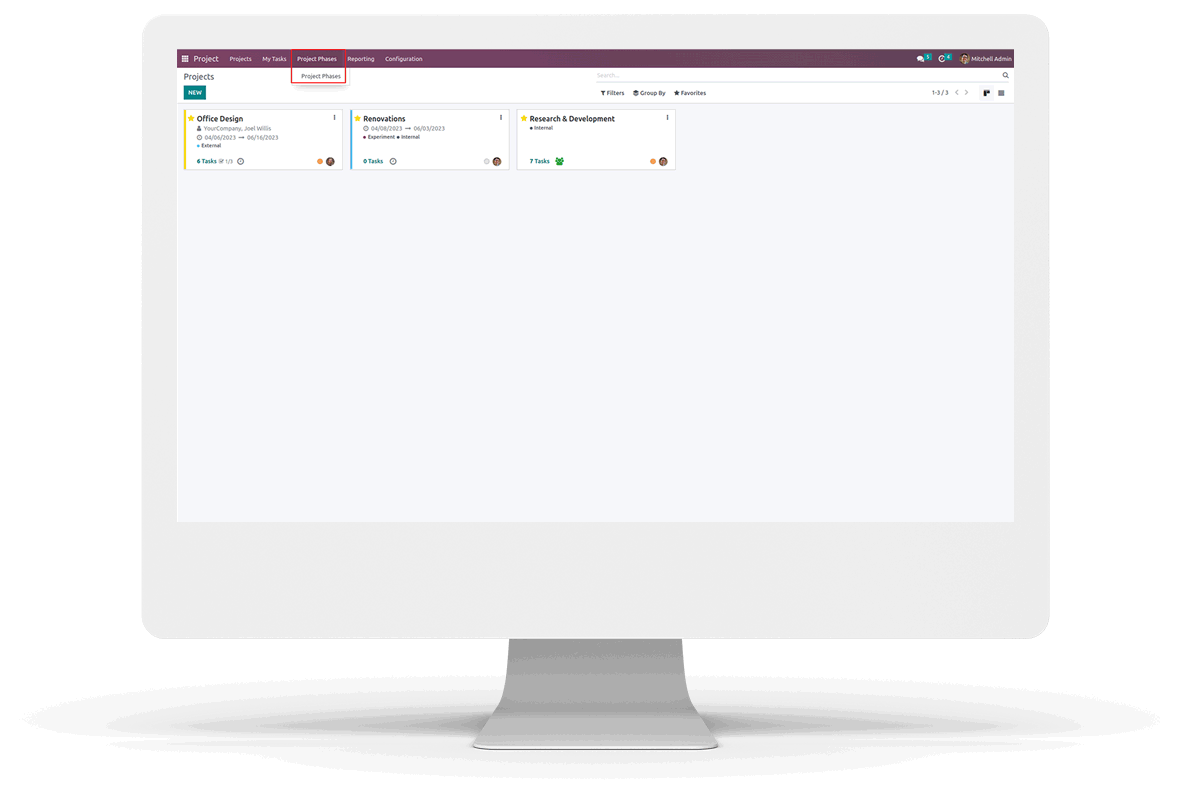 Project Projects My Tasks Project Phases Reporting Configuration 5 4 Mitchell Admin
Projects Project Phases Search...
NEW Filters Group By Favorites 1-3 / 3
Office Design
YourCompany, Joel Willis
04/06/2023 → 06/16/2023
External
6 Tasks 1/3
Renovations
04/08/2023 → 06/03/2023
Experiment Internal
0 Tasks
Research & Development
Internal
7 Tasks